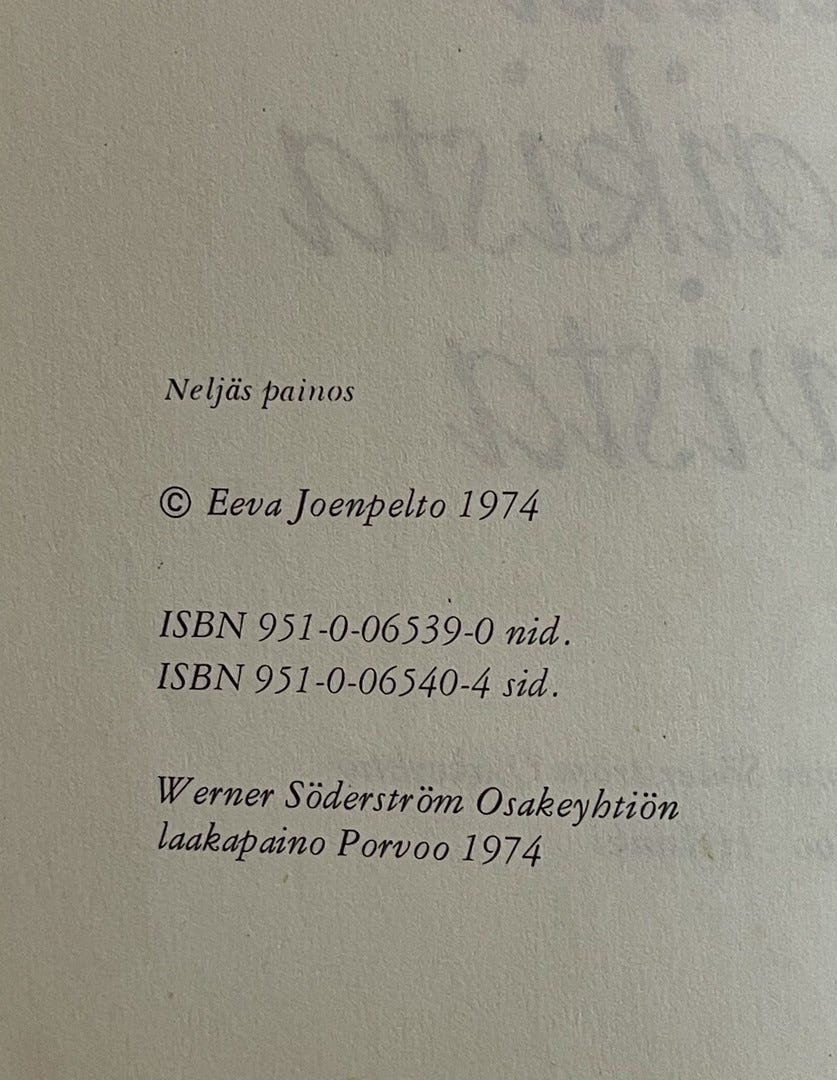 Neljäs painos
© Eeva Joenpelto 1974
ISBN 951-0-06539-0 nid.
ISBN 951-0-06540-4 sid.
Werner Söderström Osakeyhtiön
laakapaino Porvoo 1974